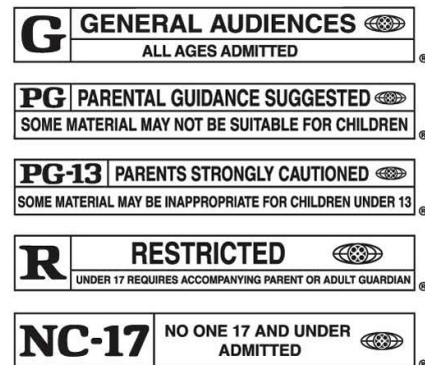 G GENERAL AUDIENCES
ALL AGES ADMITTED ®
PG PARENTAL GUIDANCE SUGGESTED
SOME MATERIAL MAY NOT BE SUITABLE FOR CHILDREN ®
PG-13 PARENTS STRONGLY CAUTIONED
SOME MATERIAL MAY BE INAPPROPRIATE FOR CHILDREN UNDER 13 ®
R RESTRICTED
UNDER 17 REQUIRES ACCOMPANYING PARENT OR ADULT GUARDIAN ®
NC-17 NO ONE 17 AND UNDER
ADMITTED ®